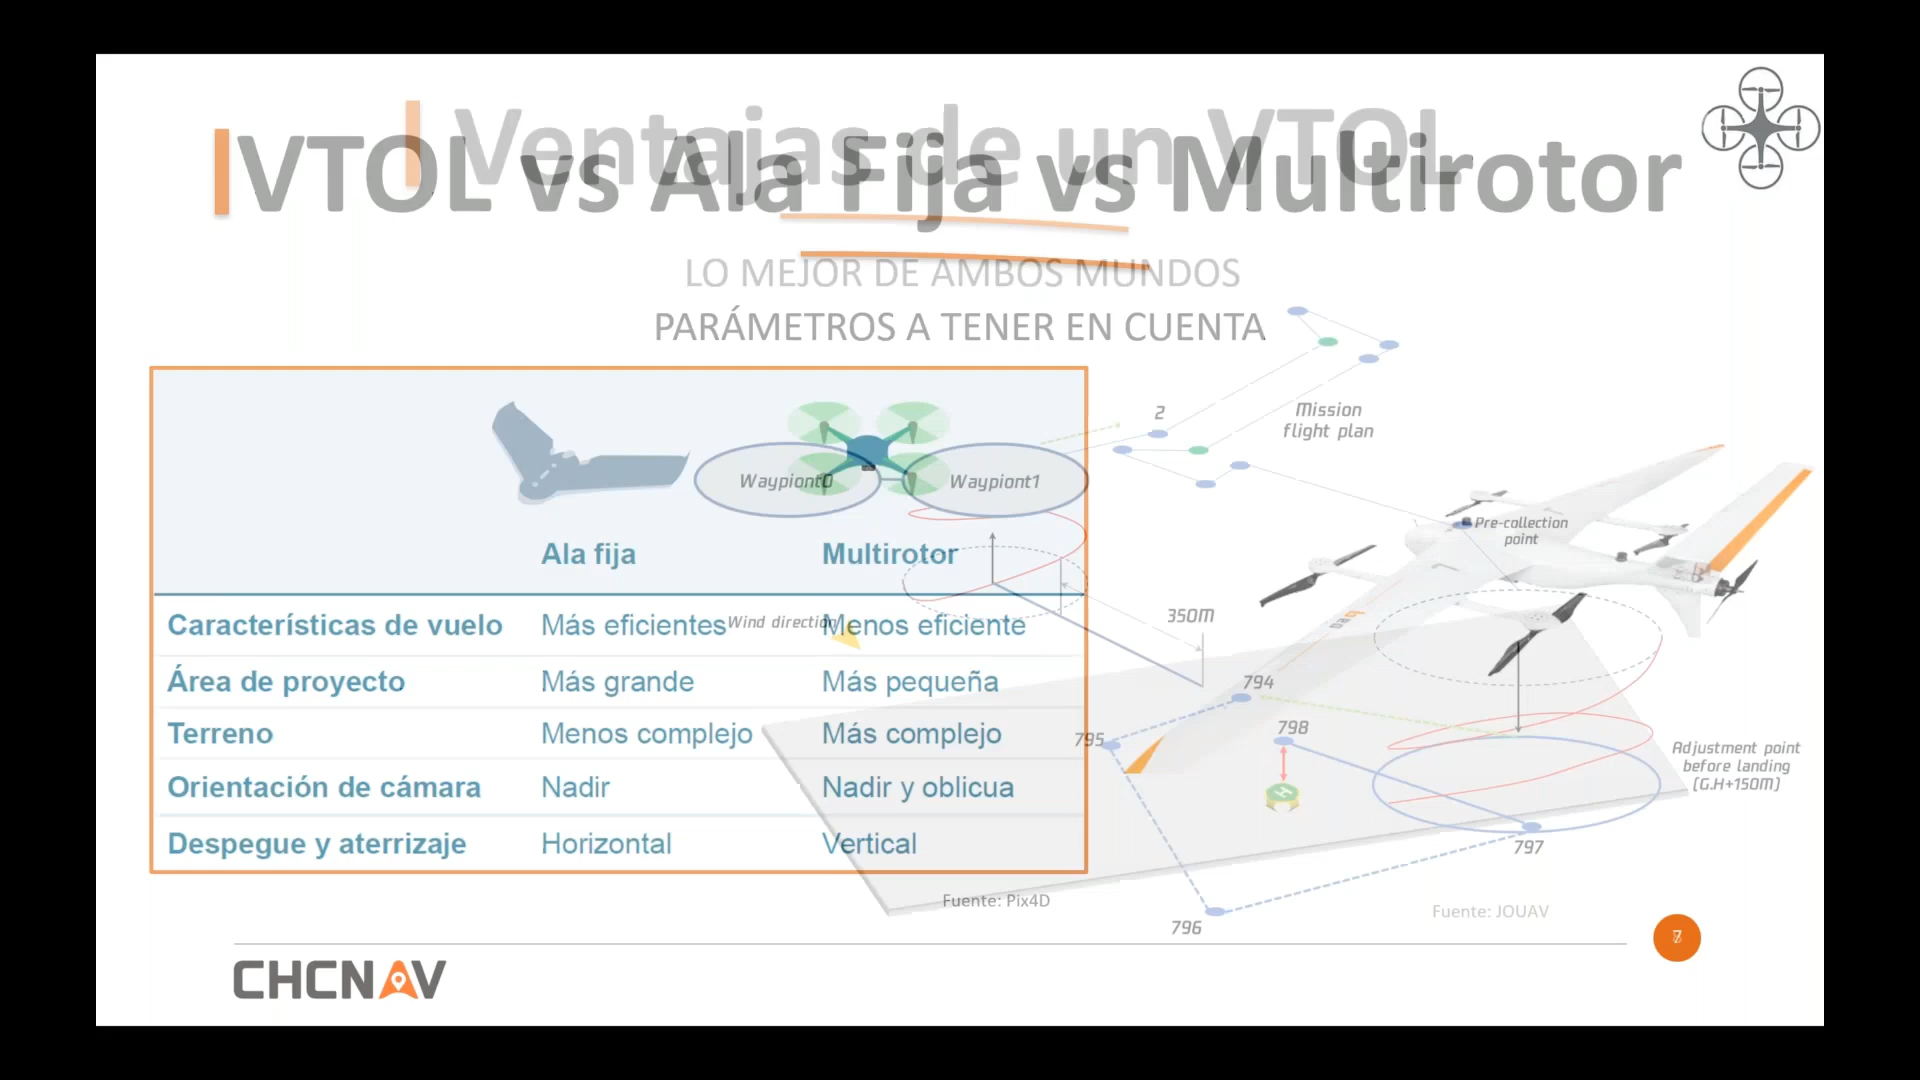 Ventajas de un VTOL
VTOL vs Ala Fija vs Multirotor
LO MEJOR DE AMBOS MUNDOS
PARÁMETROS A TENER EN CUENTA
2
Mission
flight plan
Waypiont0
Waypiont1
Pre-collection
point
Ala fija
Multirotor
350M
Wind direction
Características de vuelo
Más eficientes
Menos eficiente
Área de proyecto
Más grande
Más pequeña
794
798
795
Terreno
Menos complejo
Más complejo
Adjustment point
before landing
(G.H+150M)
Orientación de cámara
Nadir
Nadir y oblicua
Despegue y aterrizaje
Horizontal
Vertical
797
Fuente: Pix4D
Fuente: JOUAV
796
CHCNAV